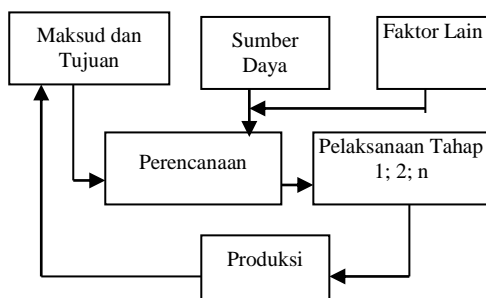 Maksud dan
Tujuan
Sumber
Daya
Faktor Lain
Perencanaan
Pelaksanaan Tahap
1; 2; n
Produksi